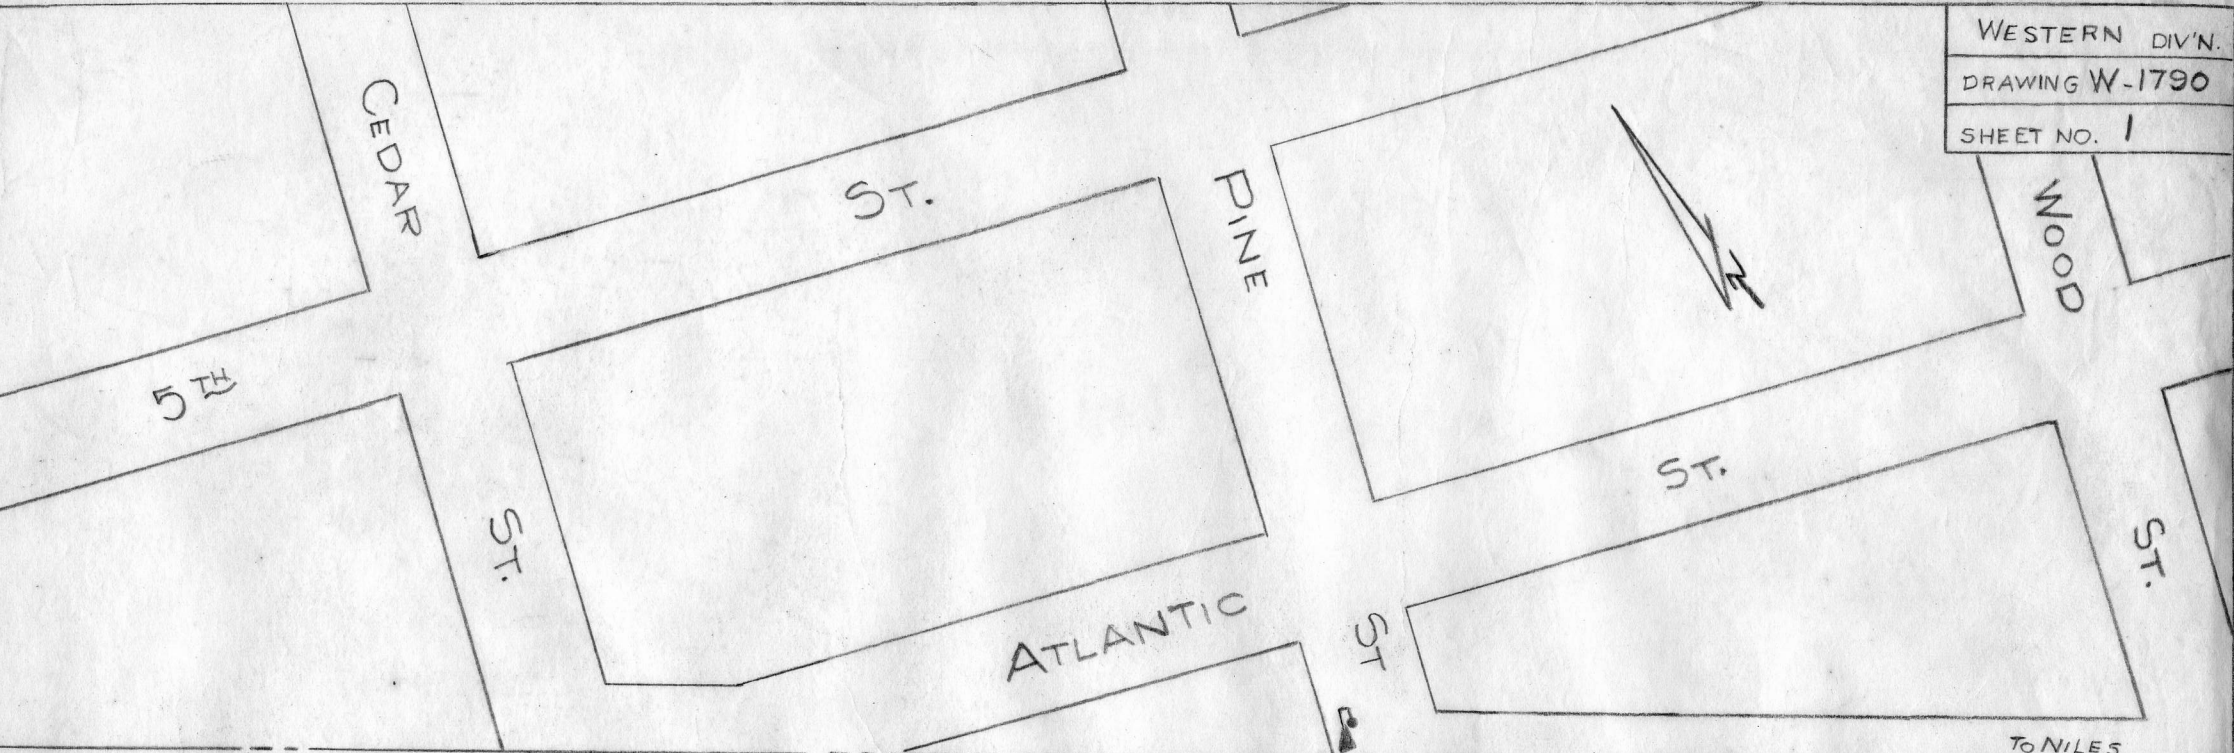 WESTERN DIV'N.
DRAWING W-1790
SHEET NO. 1
CEDAR ST.
5TH ST.
PINE ST
WOOD ST.
N
ATLANTIC ST.
TO NILES